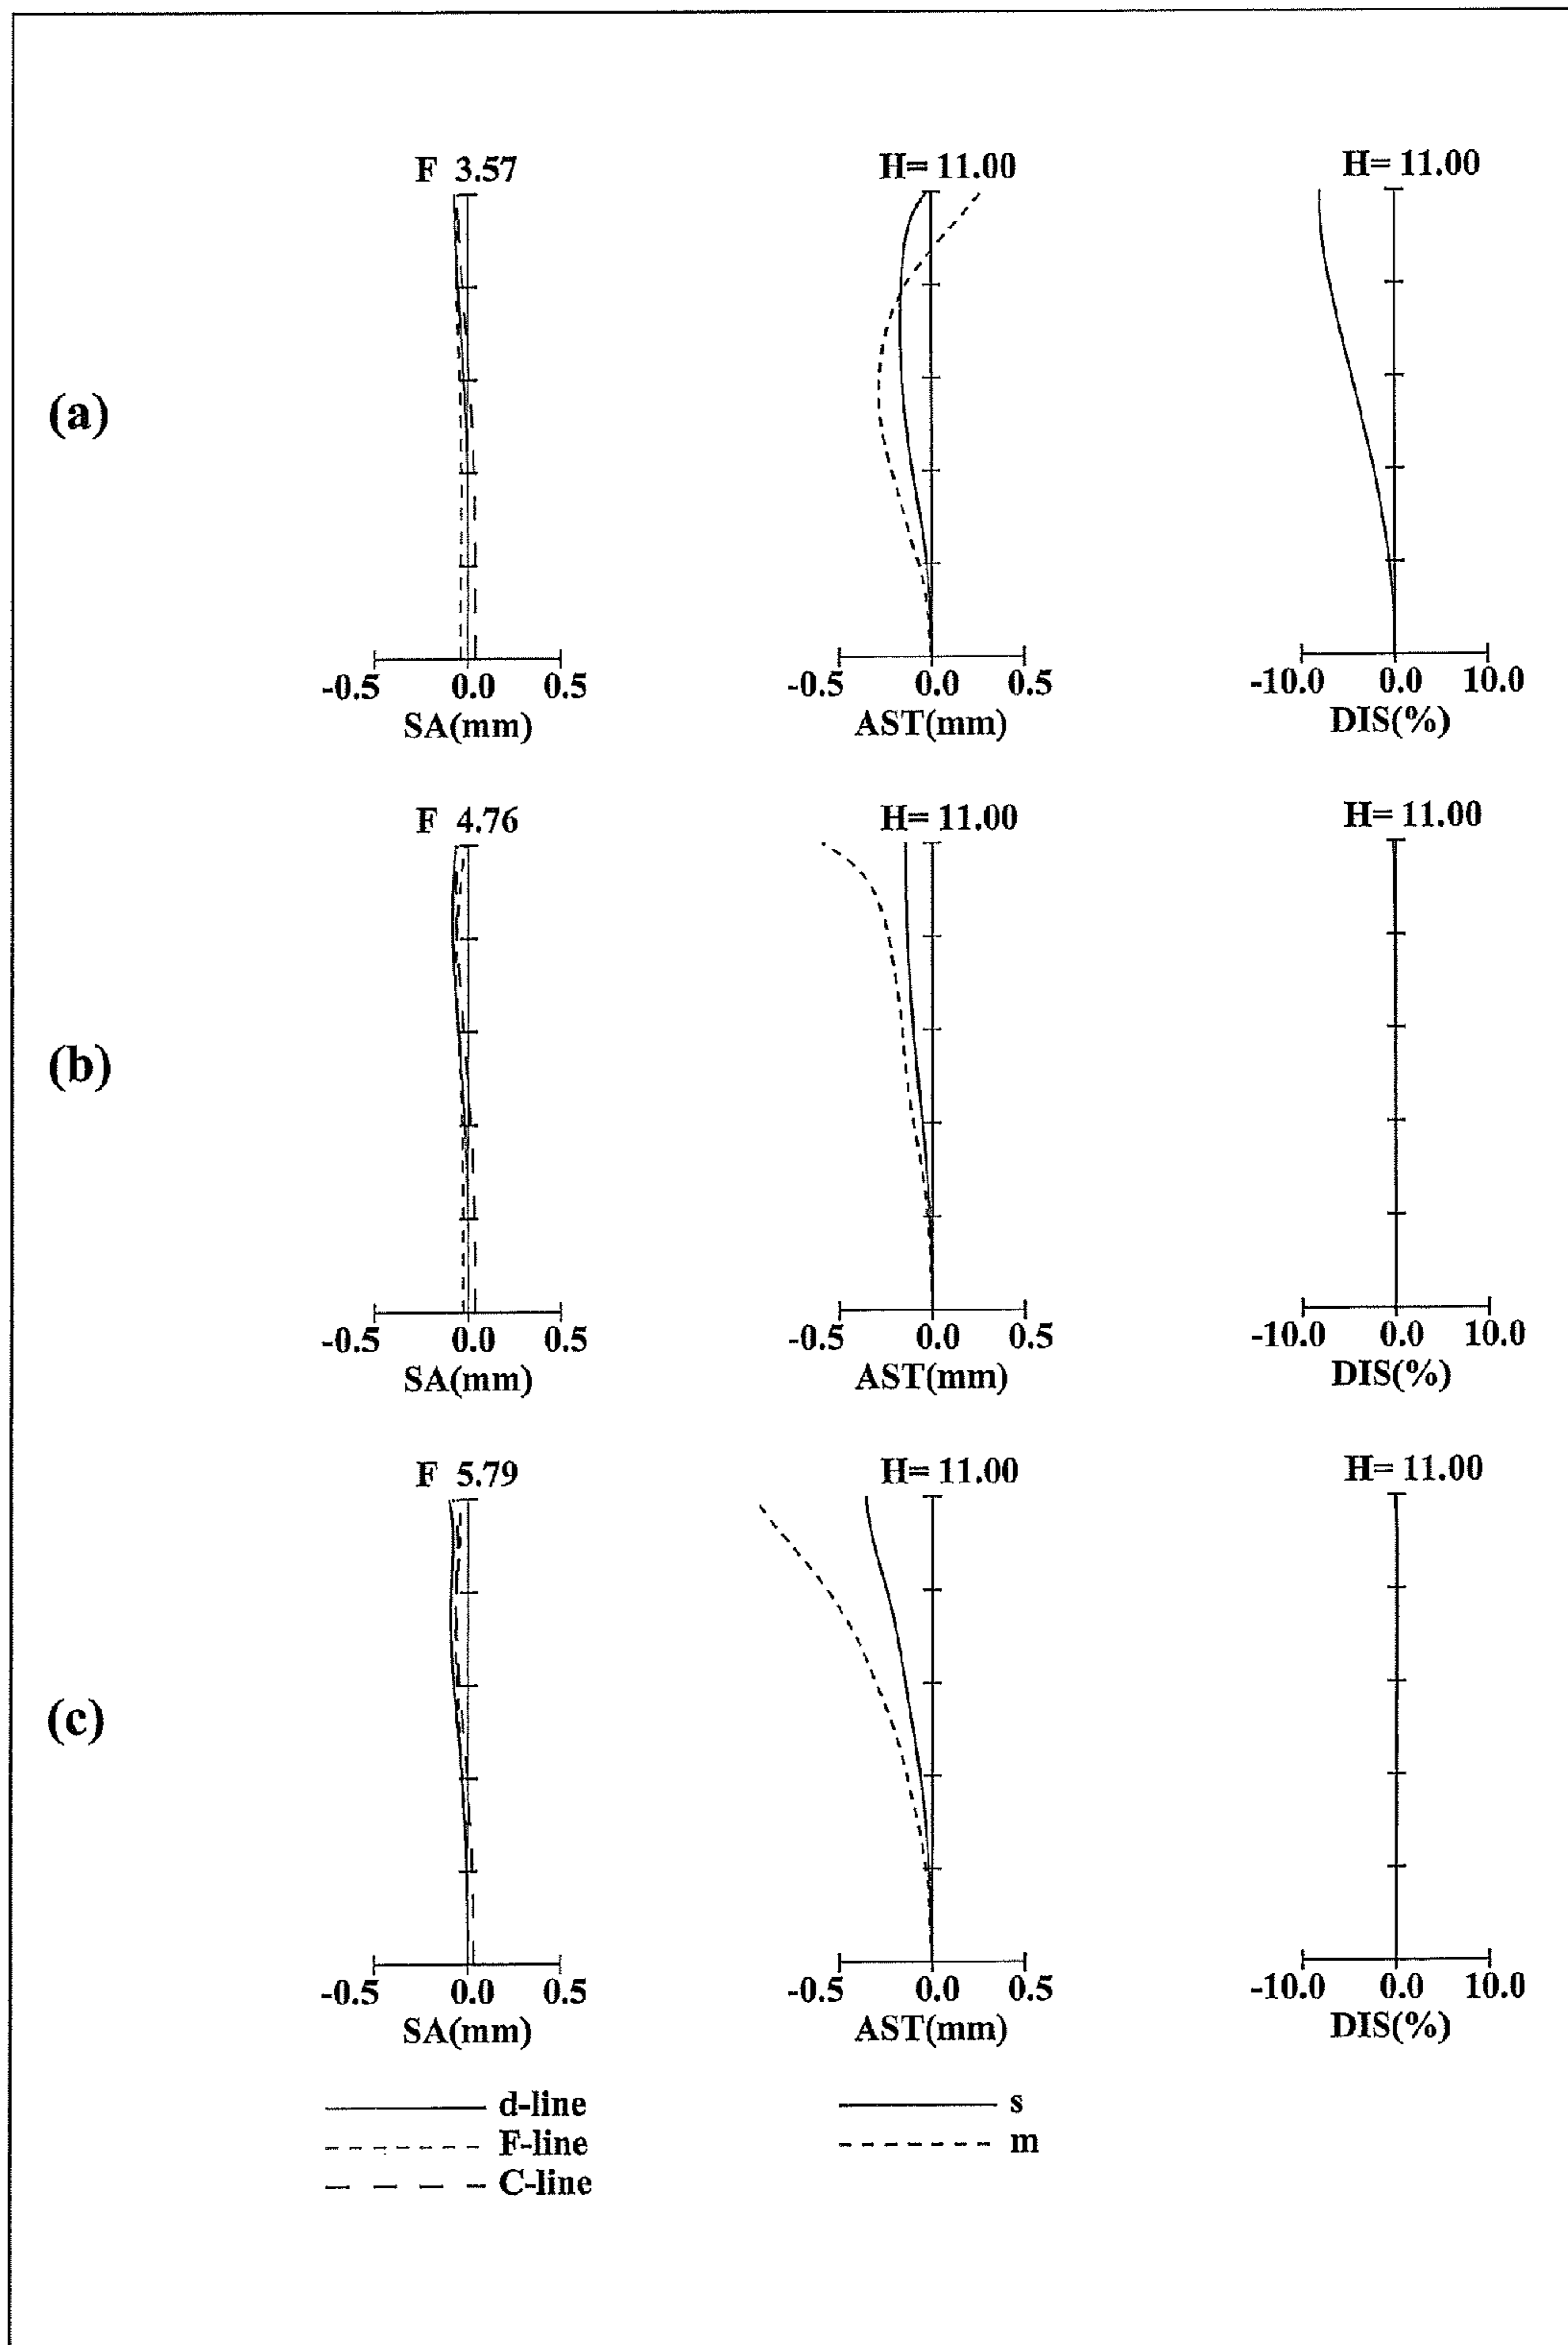 (a)
F 3.57
H= 11.00
H= 11.00
-0.5 0.0 0.5
SA(mm)
-0.5 0.0 0.5
AST(mm)
-10.0 0.0 10.0
DIS(%)
(b)
F 4.76
H= 11.00
H= 11.00
-0.5 0.0 0.5
SA(mm)
-0.5 0.0 0.5
AST(mm)
-10.0 0.0 10.0
DIS(%)
(c)
F 5.79
H= 11.00
H= 11.00
-0.5 0.0 0.5
SA(mm)
-0.5 0.0 0.5
AST(mm)
-10.0 0.0 10.0
DIS(%)
d-line
F-line
C-line
s
m